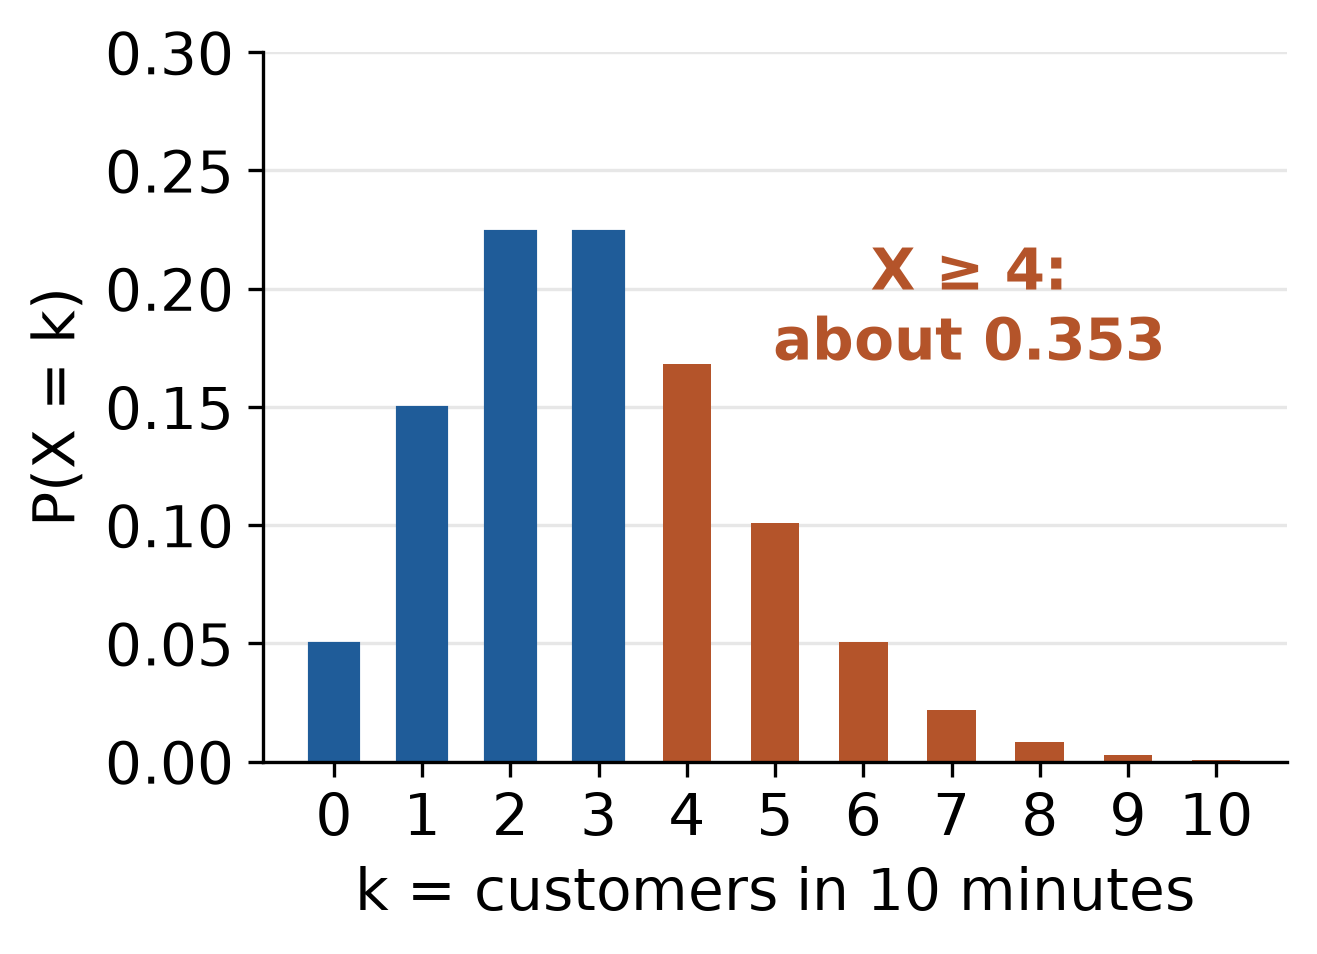 0.30
0.25
0.20
0.15
0.10
0.05
0.00
P(X = k)
X ≥ 4:
about 0.353
0 1 2 3 4 5 6 7 8 9 10
k = customers in 10 minutes